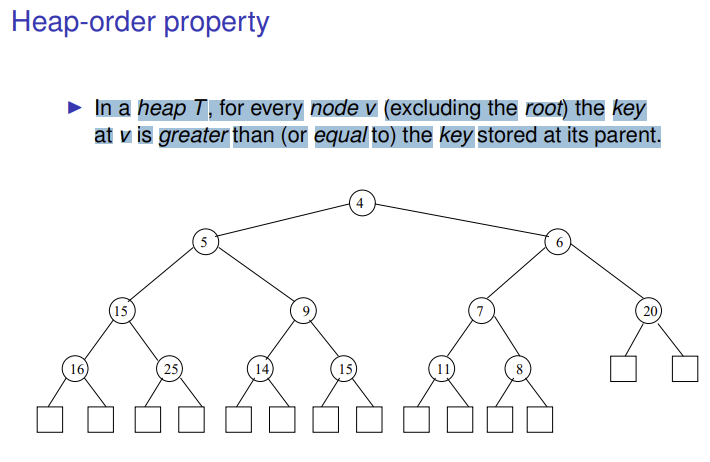 Heap-order property
► In a heap T, for every node v (excluding the root) the key
at v is greater than (or equal to) the key stored at its parent.
4
5 6
15 9 7 20
16 25 14 15 11 8